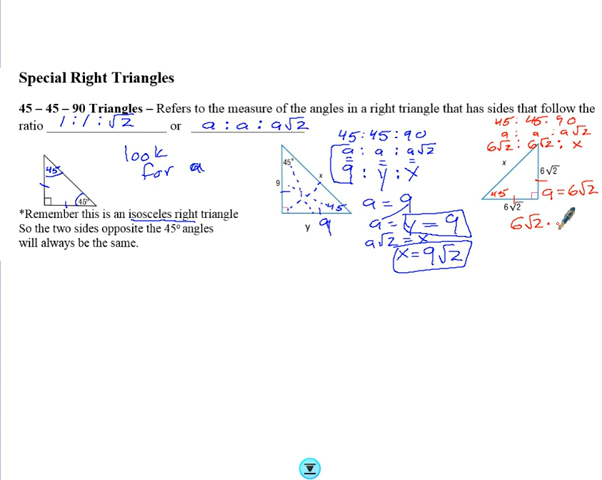 Special Right Triangles
45 – 45 – 90 Triangles – Refers to the measure of the angles in a right triangle that has sides that follow the
ratio 1 : 1 : √2 or a : a : a√2
look
for a
45°
45°
*Remember this is an isosceles right triangle
So the two sides opposite the 45° angles
will always be the same.
45°
9
x
45
y
9
45 : 45 : 90
a : a : a√2
9 : y : x
a = 9
a = y = 9
a√2 = x
x = 9√2
45 : 45 : 90
a : a : a√2
6√2 : 6√2 : x
x
6√2
45
6√2
a = 6√2
6√2 ·